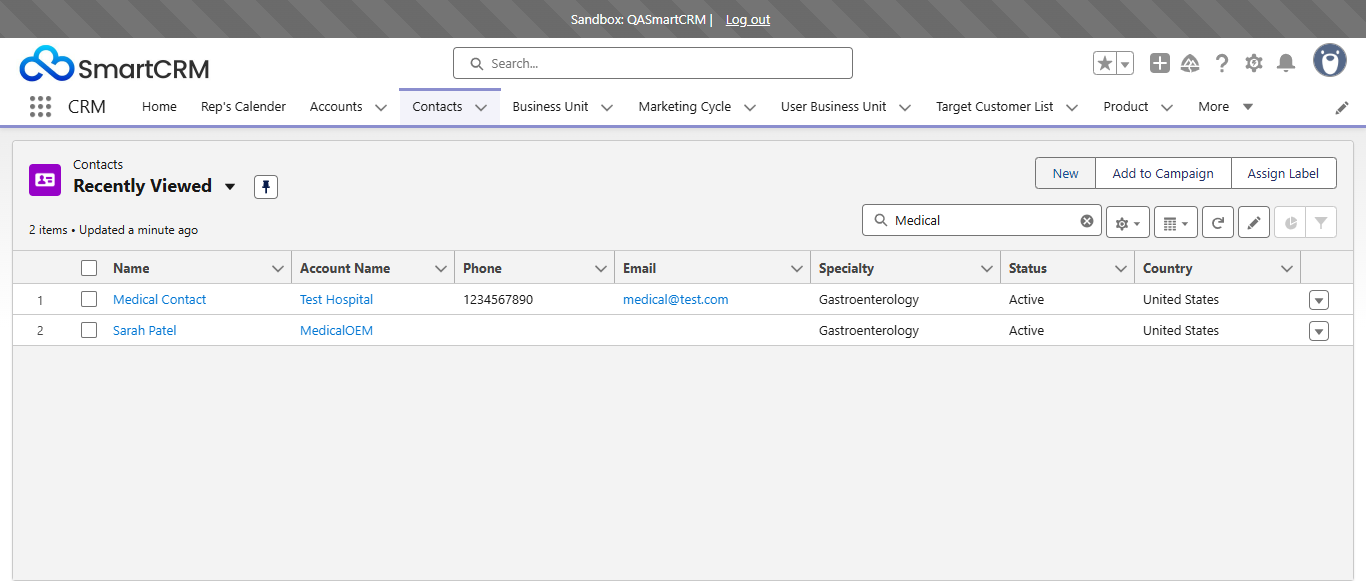 Sandbox: QASmartCRM | Log out
SmartCRM
Search...
CRM Home Rep's Calender Accounts Contacts Business Unit Marketing Cycle User Business Unit Target Customer List Product More
Contacts
Recently Viewed
New Add to Campaign Assign Label
2 items • Updated a minute ago
Medical
Name Account Name Phone Email Specialty Status Country
1 Medical Contact Test Hospital 1234567890 medical@test.com Gastroenterology Active United States
2 Sarah Patel MedicalOEM Gastroenterology Active United States